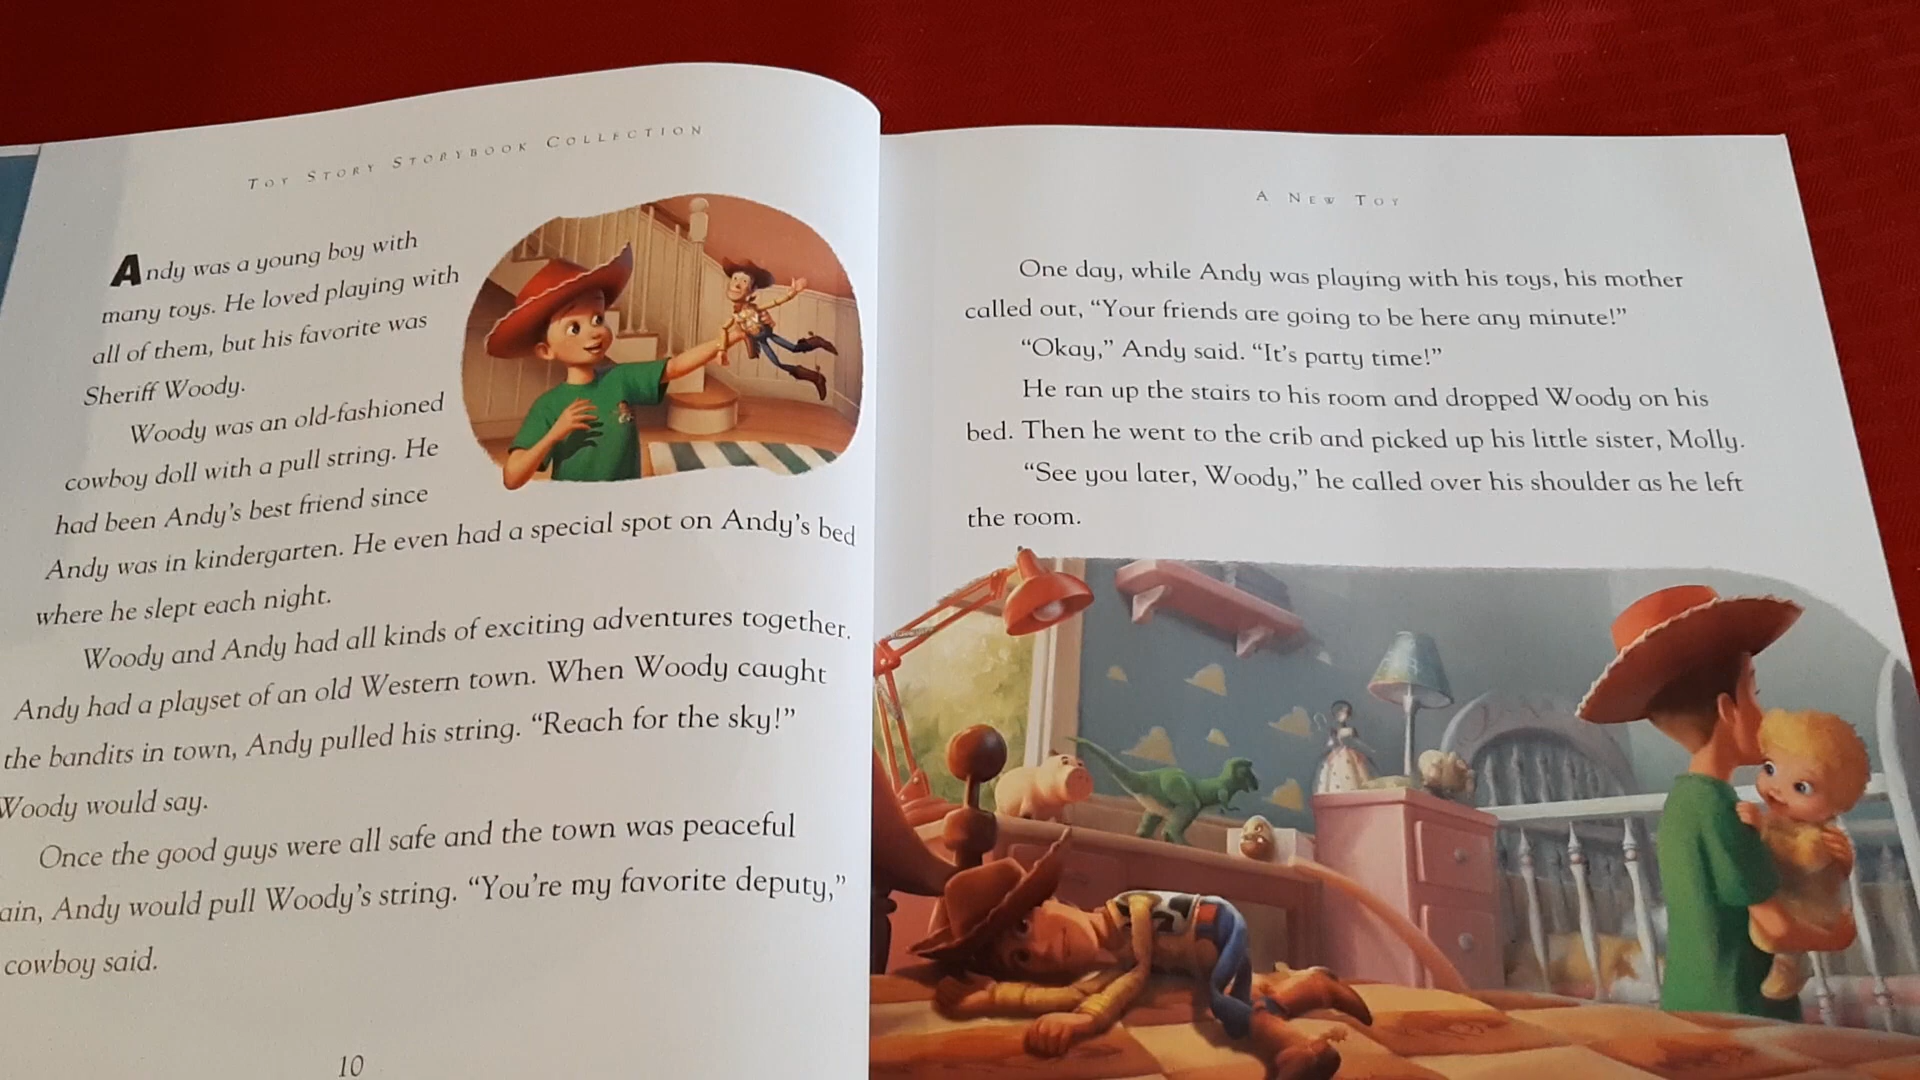 Toy Story Storybook Collection
Andy was a young boy with
many toys. He loved playing with
all of them, but his favorite was
Sheriff Woody.
Woody was an old-fashioned
cowboy doll with a pull string. He
had been Andy's best friend since
Andy was in kindergarten. He even had a special spot on Andy's bed
where he slept each night.
Woody and Andy had all kinds of exciting adventures together.
Andy had a playset of an old Western town. When Woody caught
the bandits in town, Andy pulled his string. “Reach for the sky!”
Woody would say.
Once the good guys were all safe and the town was peaceful
ain, Andy would pull Woody's string. “You're my favorite deputy,”
cowboy said.
10
A New Toy
One day, while Andy was playing with his toys, his mother
called out, “Your friends are going to be here any minute!”
“Okay,” Andy said. “It's party time!”
He ran up the stairs to his room and dropped Woody on his
bed. Then he went to the crib and picked up his little sister, Molly.
“See you later, Woody,” he called over his shoulder as he left
the room.